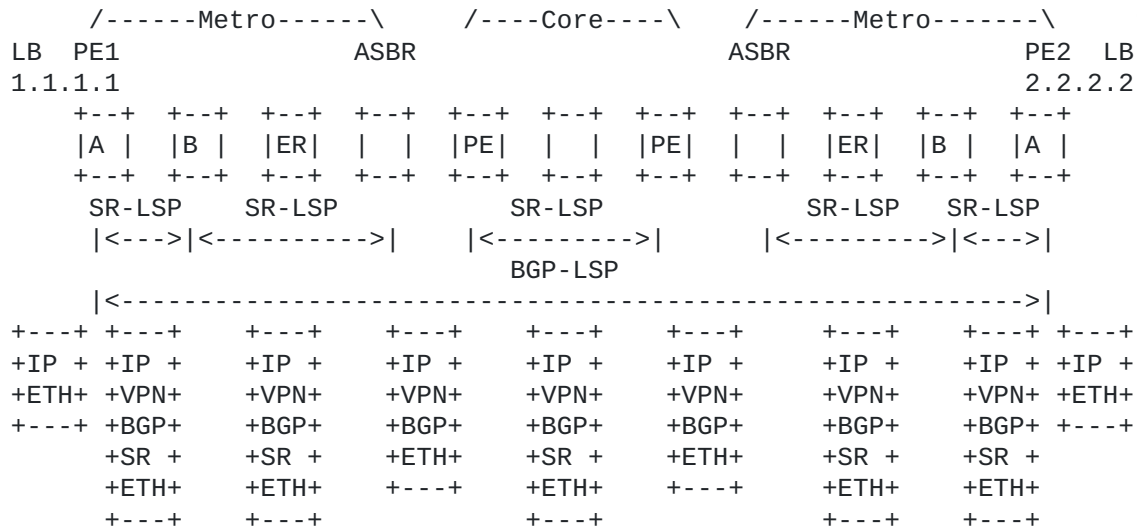 /------Metro------\     /----Core----\     /------Metro-------\
LB  PE1               ASBR                    ASBR               PE2  LB
1.1.1.1                                                          2.2.2.2
    +--+  +--+  +--+  +--+  +--+  +--+  +--+  +--+  +--+  +--+  +--+
    |A |  |B |  |ER|  |  |  |PE|  |  |  |PE|  |  |  |ER|  |B |  |A |
    +--+  +--+  +--+  +--+  +--+  +--+  +--+  +--+  +--+  +--+  +--+
     SR-LSP    SR-LSP           SR-LSP             SR-LSP   SR-LSP
     |<--->|<---------->|    |<--------->|      |<--------->|<--->|
                                BGP-LSP
     |<---------------------------------------------------------->|
+---+ +---+    +---+    +---+    +---+    +---+     +---+    +---+ +---+
+IP + +IP +    +IP +    +IP +    +IP +    +IP +     +IP +    +IP + +IP +
+ETH+ +VPN+    +VPN+    +VPN+    +VPN+    +VPN+     +VPN+    +VPN+ +ETH+
+---+ +BGP+    +BGP+    +BGP+    +BGP+    +BGP+     +BGP+    +BGP+ +---+
      +SR +    +SR +    +ETH+    +SR +    +ETH+     +SR +    +SR +
      +ETH+    +ETH+    +---+    +ETH+    +---+     +ETH+    +ETH+
      +---+    +---+             +---+              +---+    +---+